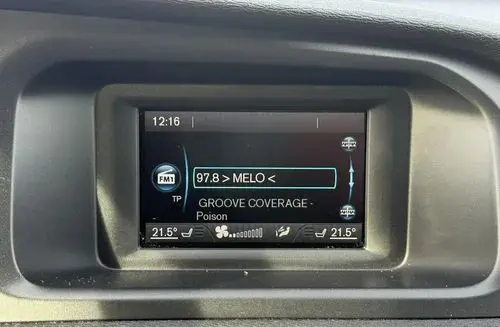 12:16
FM1
97.8 > MELO <
TP
GROOVE COVERAGE -
Poison
21.5° 21.5°